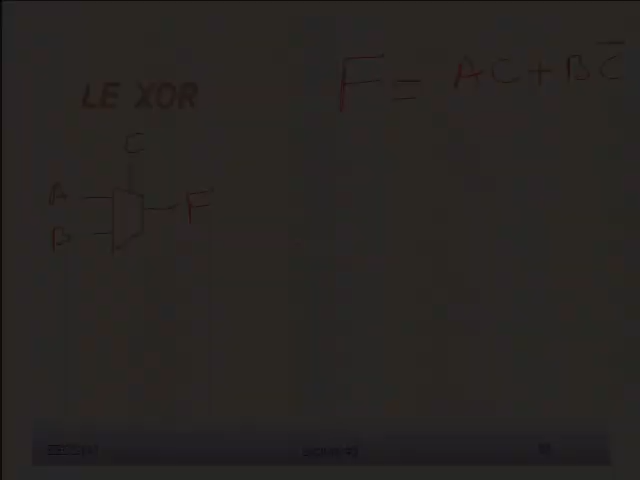 LE XOR
F = AC + BC̅
C
A
F
B